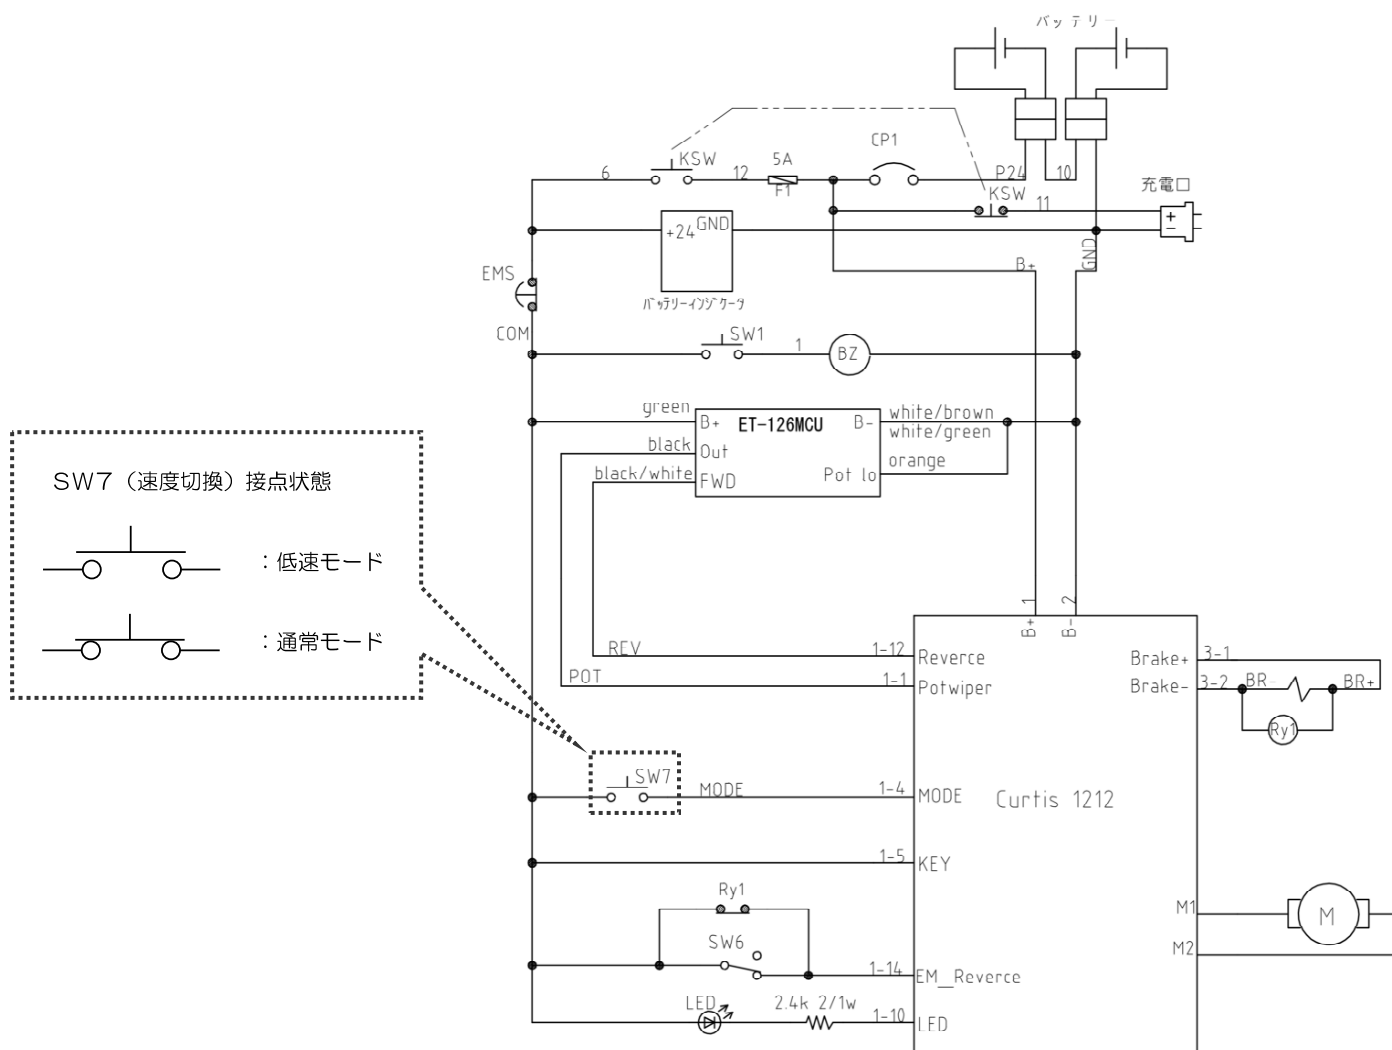 バッテリー
CP1
6
KSW
12
5A
F1
P24
10
KSW
11
充電口
+
−
+24
GND
GND
EMS
バッテリーインジケータ
B+
COM
SW1
1
BZ
green
B+
ET-126MCU
B-
white/brown
white/green
black
Out
orange
black/white
FWD
Pot lo
SW7（速度切換）接点状態
：低速モード
：通常モード
1
2
B+
B-
REV
1-12
Reverce
Brake+
3-1
POT
1-1
Potwiper
Brake-
3-2
BR-
BR+
Ry1
SW7
MODE
1-4
MODE
Curtis 1212
1-5
KEY
Ry1
M1
M
SW6
M2
1-14
EM_Reverce
LED
2.4k 2/1w
1-10
LED